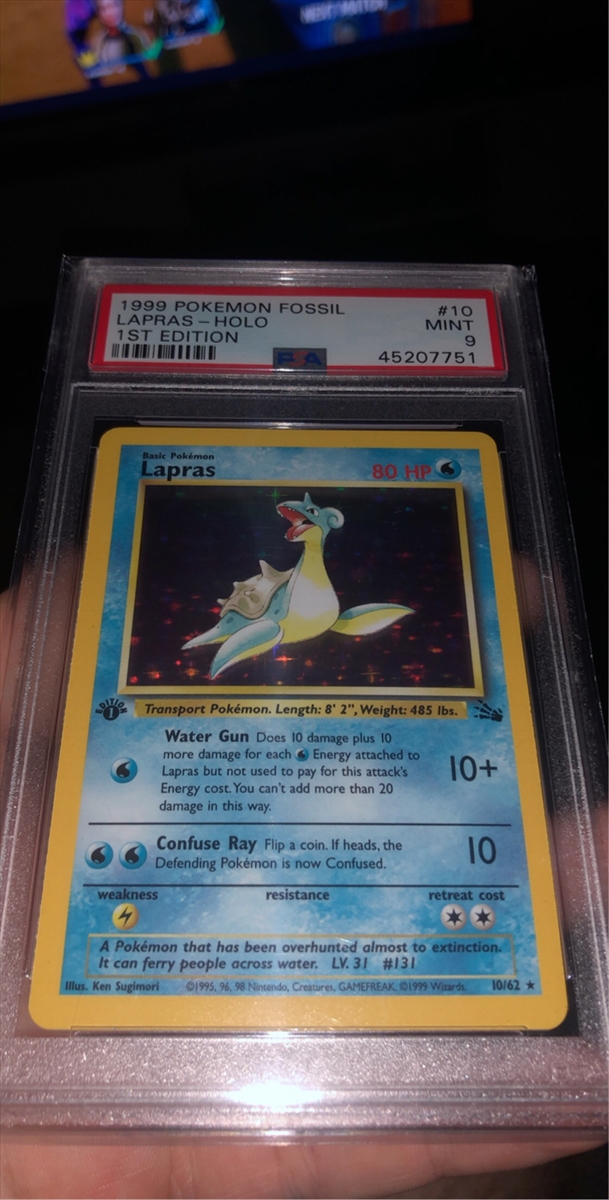 1999 POKEMON FOSSIL #10
LAPRAS - HOLO MINT
1ST EDITION 9
PSA 45207751
Basic Pokémon
Lapras 80 HP
EDITION
1
Transport Pokémon. Length: 8' 2", Weight: 485 lbs.
Water Gun Does 10 damage plus 10
more damage for each Energy attached to
Lapras but not used to pay for this attack's
Energy cost. You can't add more than 20
damage in this way.
10+
Confuse Ray Flip a coin. If heads, the
Defending Pokémon is now Confused.
10
weakness resistance retreat cost
A Pokémon that has been overhunted almost to extinction.
It can ferry people across water. LV. 31 #131
Illus. Ken Sugimori ©1995, 96, 98 Nintendo, Creatures, GAMEFREAK. ©1999 Wizards. 10/62 ★